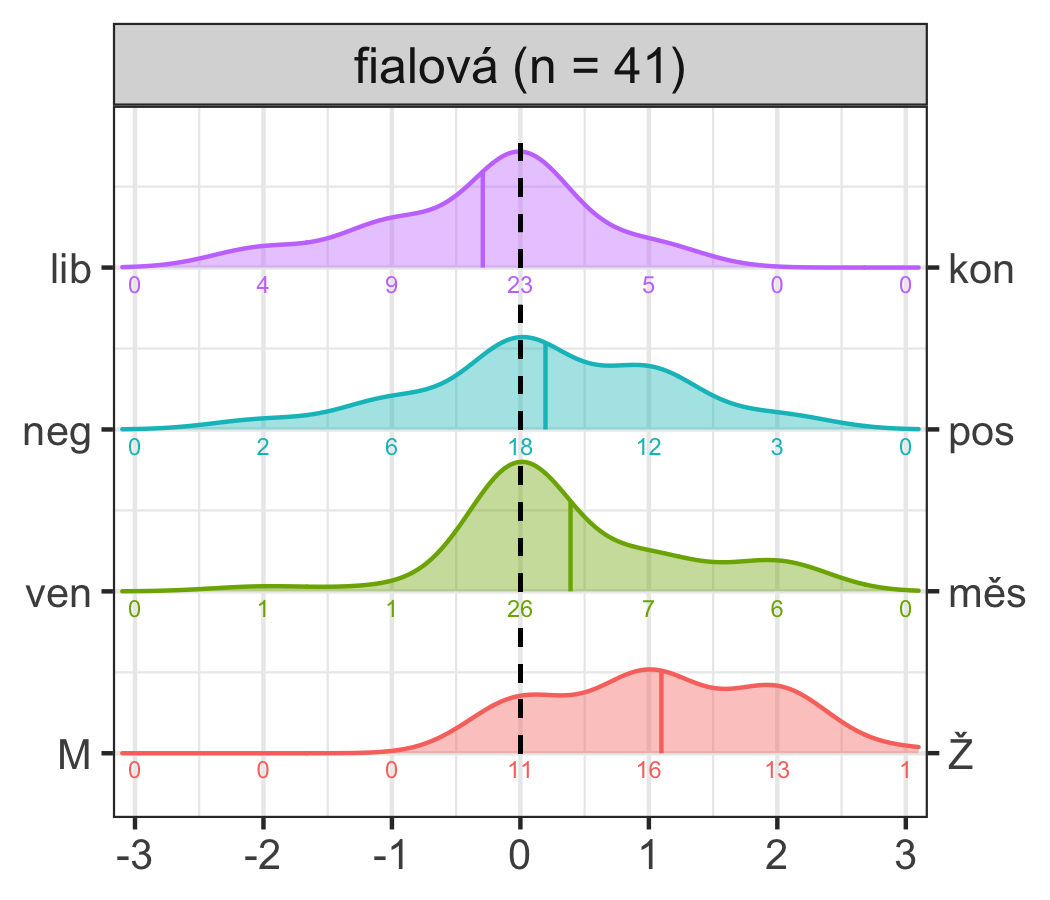 fialová (n = 41)
lib kon
0 4 9 23 5 0 0
neg pos
0 2 6 18 12 3 0
ven měs
0 1 1 26 7 6 0
M Ž
0 0 0 11 16 13 1
-3 -2 -1 0 1 2 3